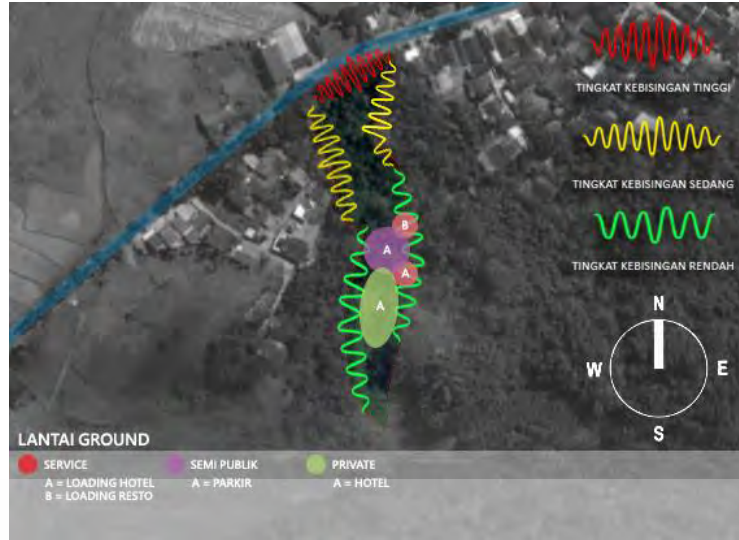 TINGKAT KEBISINGAN TINGGI
TINGKAT KEBISINGAN SEDANG
TINGKAT KEBISINGAN RENDAH
B
A
A
A
N
W E
S
LANTAI GROUND
SERVICE SEMI PUBLIK PRIVATE
A = LOADING HOTEL A = PARKIR A = HOTEL
B = LOADING RESTO